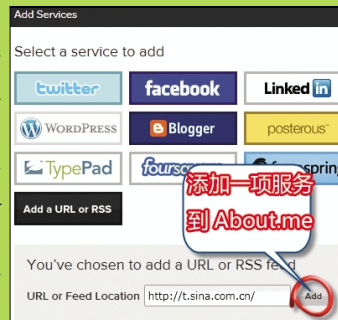 Add Services
Select a service to add
twitter facebook Linked in
WORDPRESS Blogger posterous
TypePad
Add a URL or RSS
添加一项服务
到 About.me
You've chosen to add a URL or RSS feed
URL or Feed Location http://t.sina.com.cn/ Add